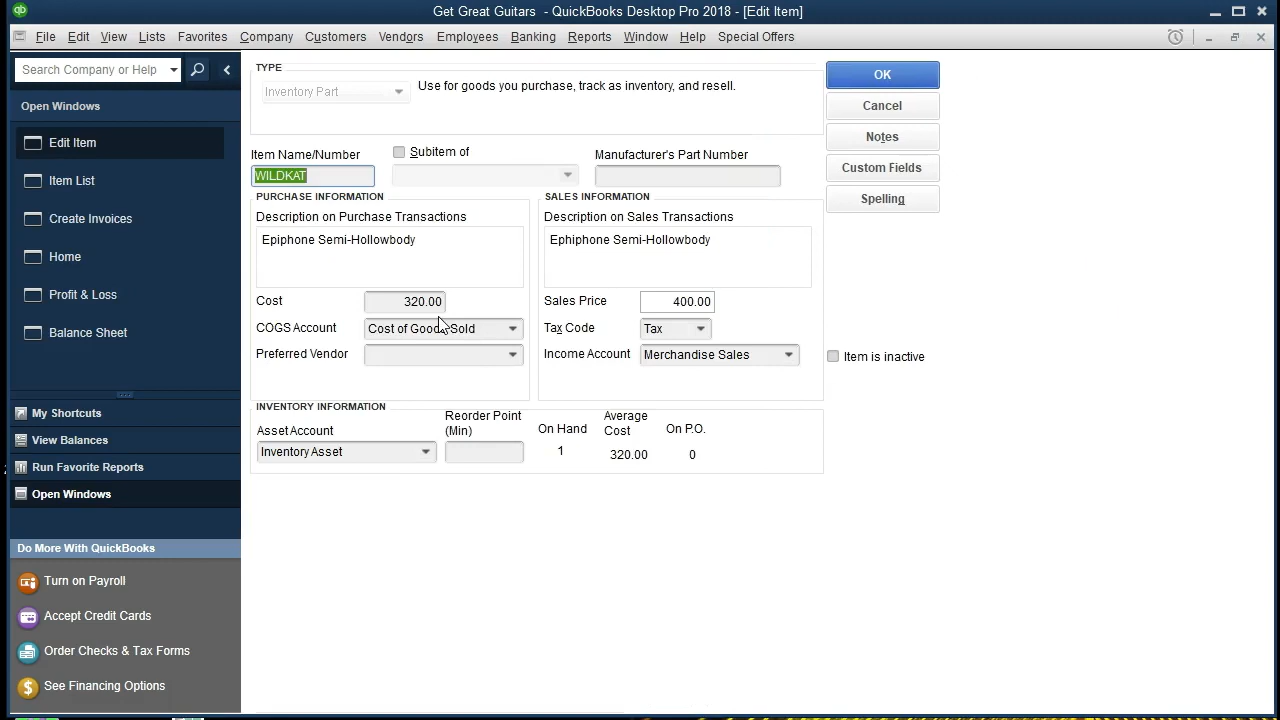 Get Great Guitars - QuickBooks Desktop Pro 2018 - [Edit Item]
File Edit View Lists Favorites Company Customers Vendors Employees Banking Reports Window Help Special Offers
Search Company or Help
Open Windows
Edit Item
Item List
Create Invoices
Home
Profit & Loss
Balance Sheet
My Shortcuts
View Balances
Run Favorite Reports
Open Windows
Do More With QuickBooks
Turn on Payroll
Accept Credit Cards
Order Checks & Tax Forms
See Financing Options
TYPE
Inventory Part
Use for goods you purchase, track as inventory, and resell.
Item Name/Number
Subitem of
Manufacturer's Part Number
WILDKAT
PURCHASE INFORMATION
Description on Purchase Transactions
Epiphone Semi-Hollowbody
Cost 320.00
COGS Account Cost of Goods Sold
Preferred Vendor
SALES INFORMATION
Description on Sales Transactions
Ephiphone Semi-Hollowbody
Sales Price 400.00
Tax Code Tax
Income Account Merchandise Sales
INVENTORY INFORMATION
Asset Account
Inventory Asset
Reorder Point
(Min)
On Hand
1
Average
Cost
320.00
On P.O.
0
OK
Cancel
Notes
Custom Fields
Spelling
Item is inactive